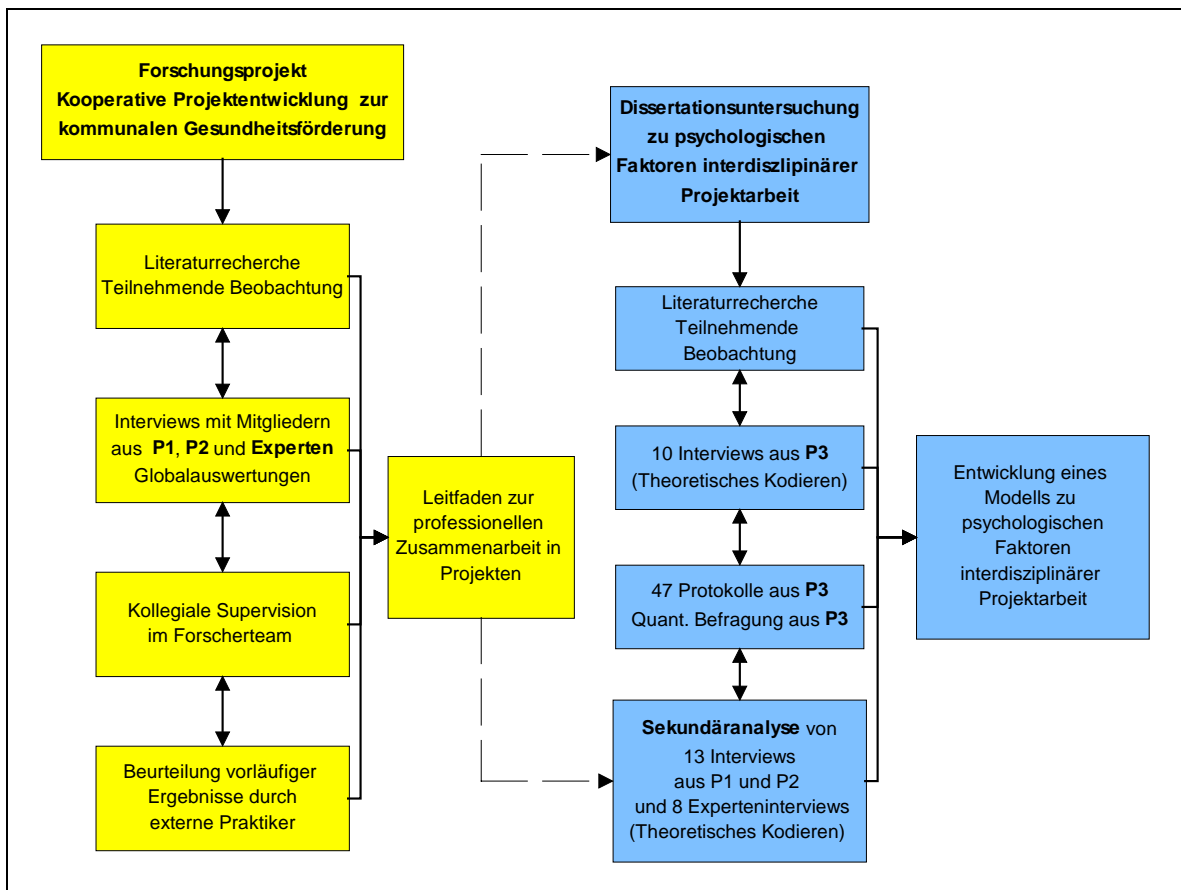 Forschungsprojekt
Kooperative Projektentwicklung zur
kommunalen Gesundheitsförderung
Literaturrecherche
Teilnehmende Beobachtung
Interviews mit Mitgliedern
aus P1, P2 und Experten
Globalauswertungen
Kollegiale Supervision
im Forscherteam
Beurteilung vorläufiger
Ergebnisse durch
externe Praktiker
Leitfaden zur
professionellen
Zusammenarbeit in
Projekten
Dissertationsuntersuchung
zu psychologischen
Faktoren interdiszlipinärer
Projektarbeit
Literaturrecherche
Teilnehmende
Beobachtung
10 Interviews aus P3
(Theoretisches Kodieren)
47 Protokolle aus P3
Quant. Befragung aus P3
Sekundäranalyse von
13 Interviews
aus P1 und P2
und 8 Experteninterviews
(Theoretisches Kodieren)
Entwicklung eines
Modells zu
psychologischen
Faktoren
interdisziplinärer
Projektarbeit